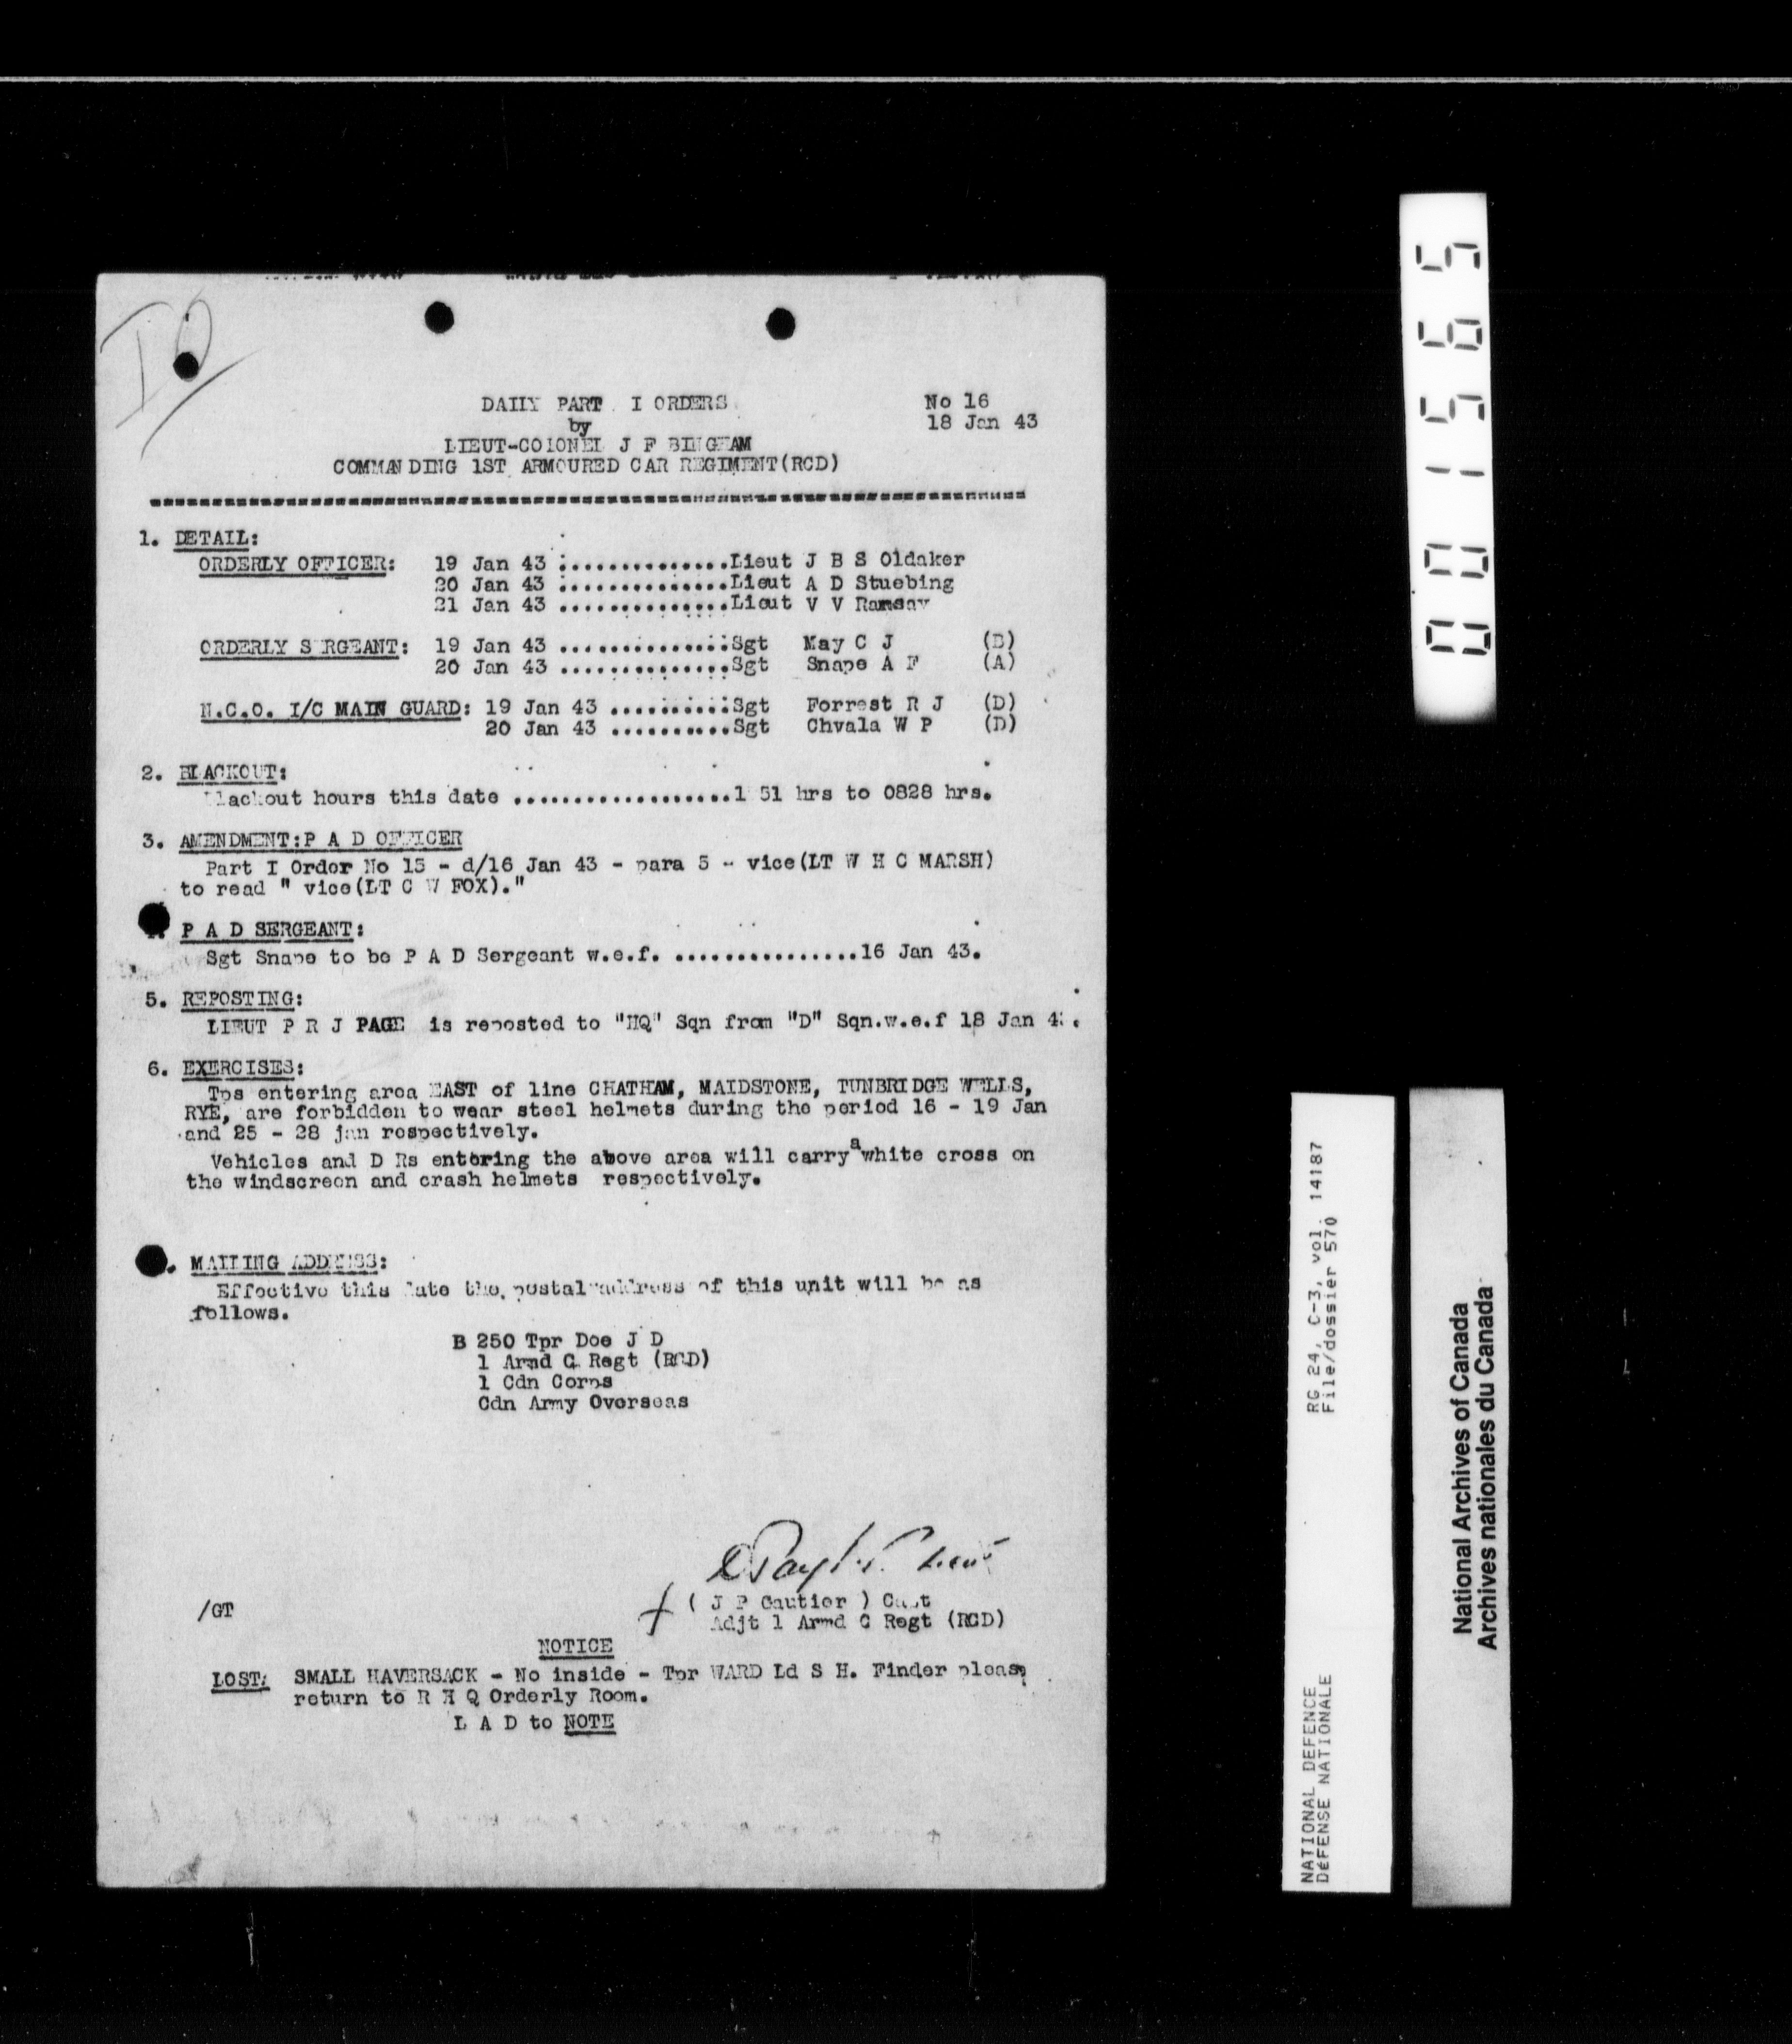 DAILY PART I ORDERS
No 16
by
18 Jan 43
LIEUT-COLONEL J F BINGHAM
COMMANDING 1ST ARMOURED CAR REGIMENT(RCD)
1. DETAIL:
ORDERLY OFFICER: 19 Jan 43 ..............Lieut J B S Oldaker
20 Jan 43 ..............Lieut A D Stuebing
21 Jan 43 ..............Lieut V V Ramsay
ORDERLY S RGEANT: 19 Jan 43 ..............Sgt May C J (B)
20 Jan 43 ..............Sgt Snape A F (A)
N.C.O. I/C MAIN GUARD: 19 Jan 43 ..........Sgt Forrest R J (D)
20 Jan 43 ..........Sgt Chvala W P (D)
2. BLACKOUT:
lackout hours this date ..................1 51 hrs to 0828 hrs.
3. AMENDMENT:P A D OFFICER
Part I Order No 15 - d/16 Jan 43 - para 5 - vice(LT W H C MARSH)
to read " vice(LT C W FOX)."
P A D SERGEANT:
Sgt Snape to be P A D Sergeant w.e.f. ...............16 Jan 43.
5. REPOSTING:
LIEUT P R J PAGE is reposted to "HQ" Sqn from "D" Sqn.w.e.f 18 Jan 4 .
6. EXERCISES:
Tps entering area EAST of line CHATHAM, MAIDSTONE, TUNBRIDGE WELLS,
RYE, are forbidden to wear steel helmets during the period 16 - 19 Jan
and 25 - 28 jan respectively.
Vehicles and D Rs entering the above area will carry a white cross on
the windscreen and crash helmets respectively.
. MAILING ADDRESS:
Effective this date the postal address of this unit will be as
follows.
B 250 Tpr Doe J D
1 Armd C Regt (RCD)
1 Cdn Corps
Cdn Army Overseas
Lieut
( J P Gautier ) Capt
/GT
Adjt 1 Armd C Regt (RCD)
NOTICE
LOST: SMALL HAVERSACK - No inside - Tpr WARD Ld S H. Finder please
return to R H Q Orderly Room.
L A D to NOTE
001565
RG 24, C-3, vol. 14187
File/dossier 570
NATIONAL DEFENCE
DÉFENSE NATIONALE
National Archives of Canada
Archives nationales du Canada